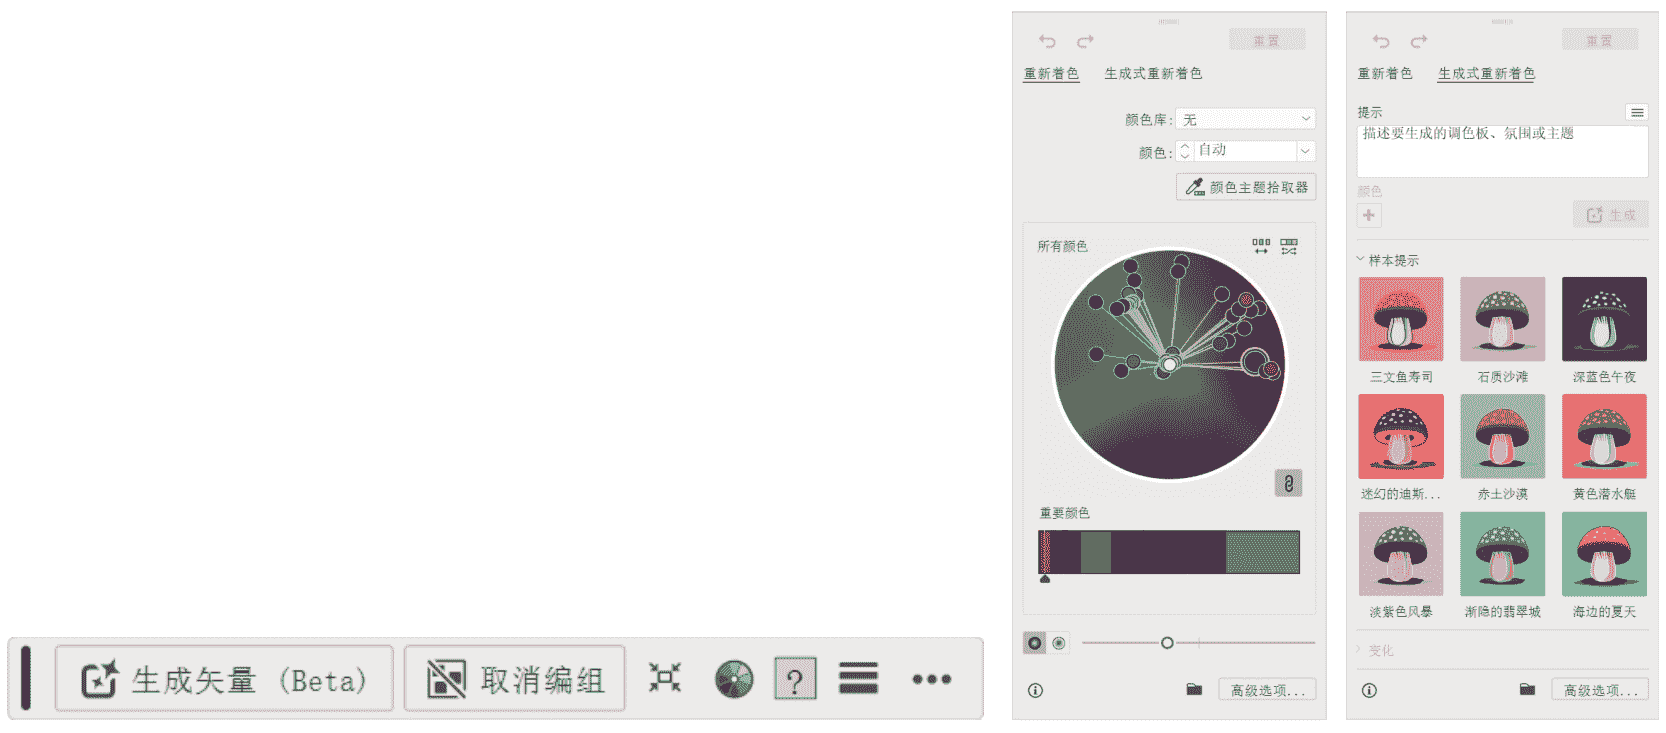 生成矢量 (Beta)
取消编组
?
重置
重新着色
生成式重新着色
颜色库: 无
颜色: 自动
颜色主题拾取器
所有颜色
重要颜色
高级选项...
重置
重新着色
生成式重新着色
提示
描述要生成的调色板、氛围或主题
颜色
生成
样本提示
三文鱼寿司
石质沙滩
深蓝色午夜
迷幻的迪斯...
赤土沙漠
黄色潜水艇
淡紫色风暴
渐隐的翡翠城
海边的夏天
变化
高级选项...